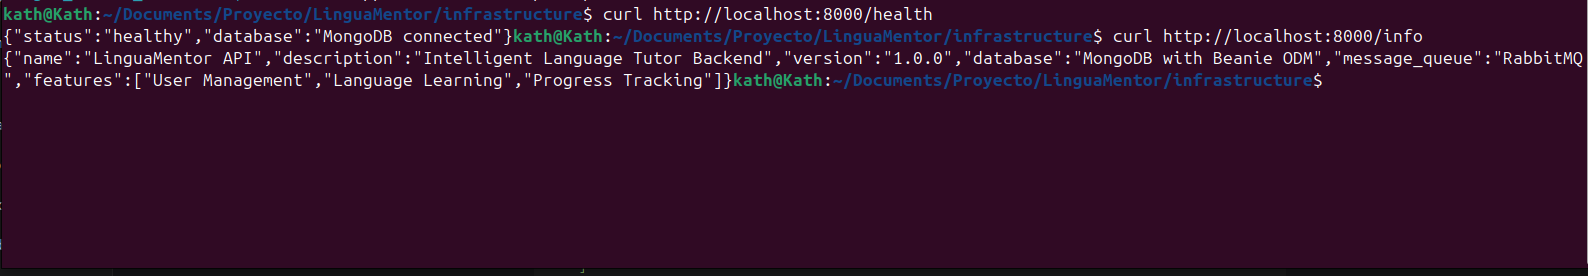 kath@Kath:~/Documents/Proyecto/LinguaMentor/infrastructure$ curl http://localhost:8000/health
{"status":"healthy","database":"MongoDB connected"}kath@Kath:~/Documents/Proyecto/LinguaMentor/infrastructure$ curl http://localhost:8000/info
{"name":"LinguaMentor API","description":"Intelligent Language Tutor Backend","version":"1.0.0","database":"MongoDB with Beanie ODM","message_queue":"RabbitMQ
","features":["User Management","Language Learning","Progress Tracking"]}kath@Kath:~/Documents/Proyecto/LinguaMentor/infrastructure$